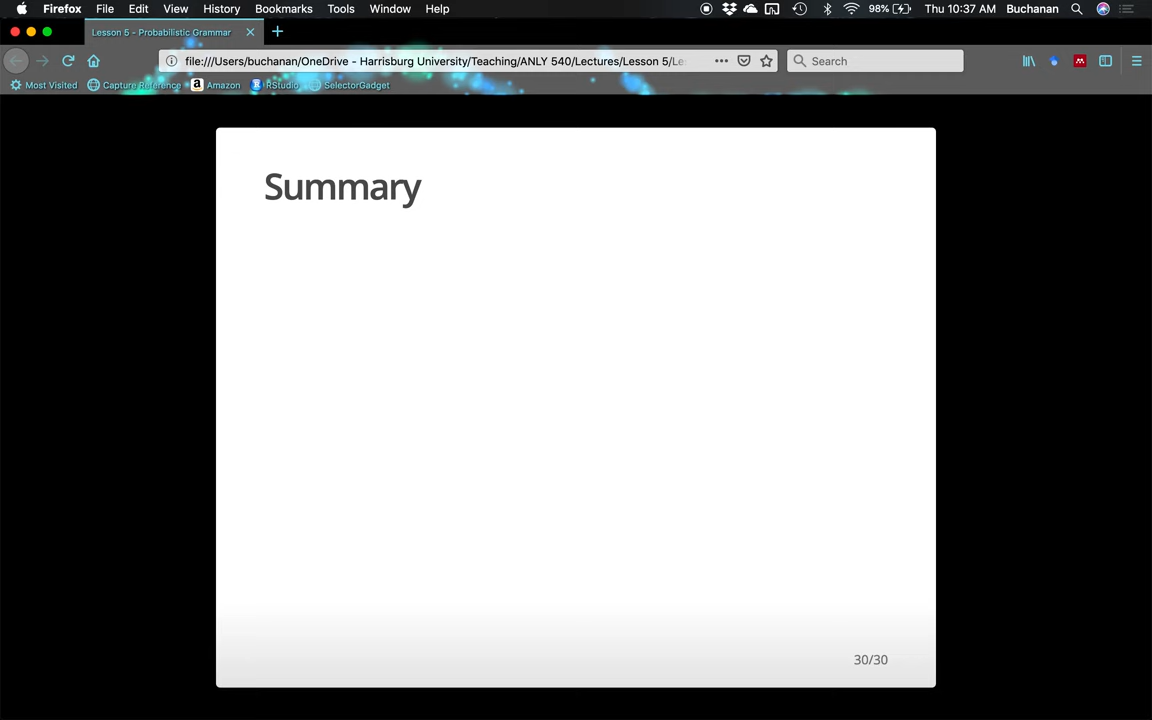 Firefox File Edit View History Bookmarks Tools Window Help 98% Thu 10:37 AM Buchanan
Lesson 5 - Probabilistic Grammar
file:///Users/buchanan/OneDrive - Harrisburg University/Teaching/ANLY 540/Lectures/Lesson 5/Le Search
Most Visited Capture Reference Amazon RStudio SelectorGadget
Summary
30/30